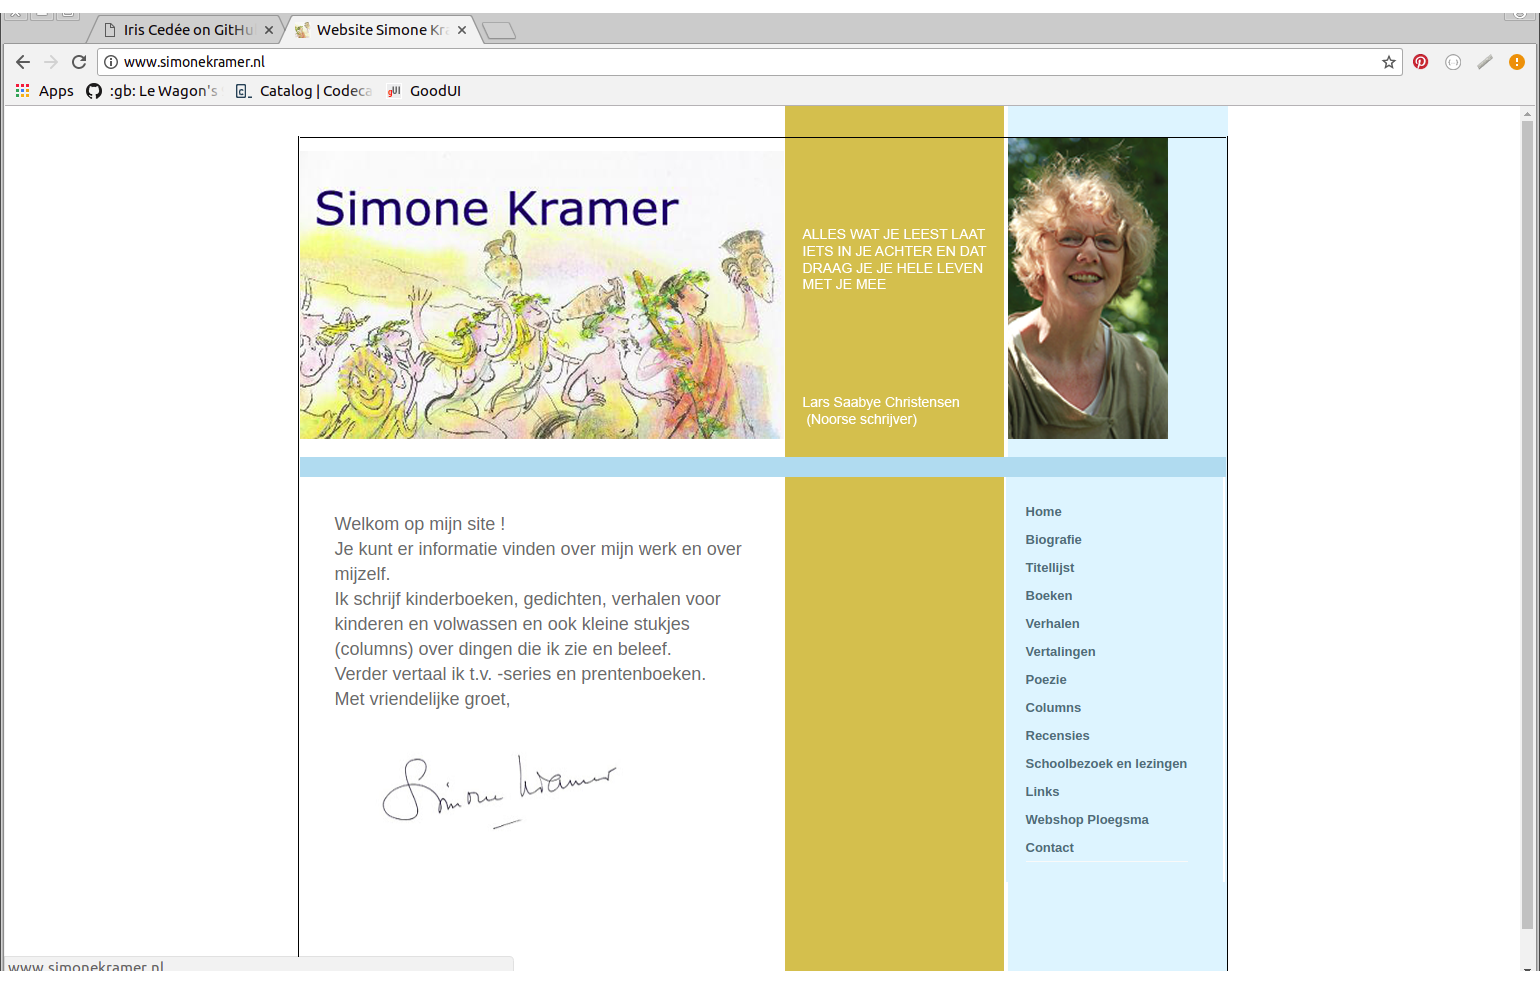 Iris Cedée on GitHu
Website Simone Kra
www.simonekramer.nl
Apps
:gb: Le Wagon's
Catalog | Codeca
gUI GoodUI
Simone Kramer
ALLES WAT JE LEEST LAAT
IETS IN JE ACHTER EN DAT
DRAAG JE JE HELE LEVEN
MET JE MEE
Lars Saabye Christensen
(Noorse schrijver)
Welkom op mijn site !
Je kunt er informatie vinden over mijn werk en over
mijzelf.
Ik schrijf kinderboeken, gedichten, verhalen voor
kinderen en volwassen en ook kleine stukjes
(columns) over dingen die ik zie en beleef.
Verder vertaal ik t.v. -series en prentenboeken.
Met vriendelijke groet,
Simone Kramer
Home
Biografie
Titellijst
Boeken
Verhalen
Vertalingen
Poezie
Columns
Recensies
Schoolbezoek en lezingen
Links
Webshop Ploegsma
Contact
www.simonekramer.nl